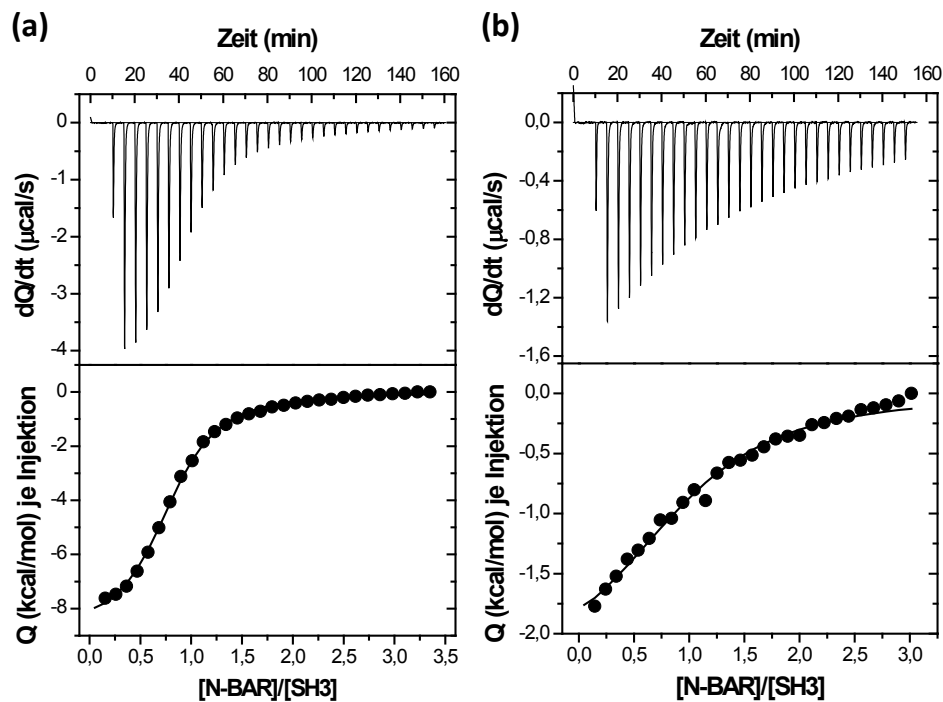 (a)
Zeit (min)
0 20 40 60 80 100 120 140 160
0
-1
-2
-3
-4
dQ/dt (µcal/s)
0
-2
-4
-6
-8
Q (kcal/mol) je Injektion
0,0 0,5 1,0 1,5 2,0 2,5 3,0 3,5
[N-BAR]/[SH3]
(b)
Zeit (min)
0 20 40 60 80 100 120 140 160
0,0
-0,4
-0,8
-1,2
-1,6
dQ/dt (µcal/s)
0,0
-0,5
-1,0
-1,5
-2,0
Q (kcal/mol) je Injektion
0,0 0,5 1,0 1,5 2,0 2,5 3,0
[N-BAR]/[SH3]